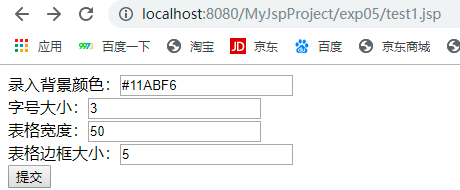 localhost:8080/MyJspProject/exp05/test1.jsp
应用 百度一下 淘宝 JD 京东 百度 京东商城
录入背景颜色：#11ABF6
字号大小：3
表格宽度：50
表格边框大小：5
提交